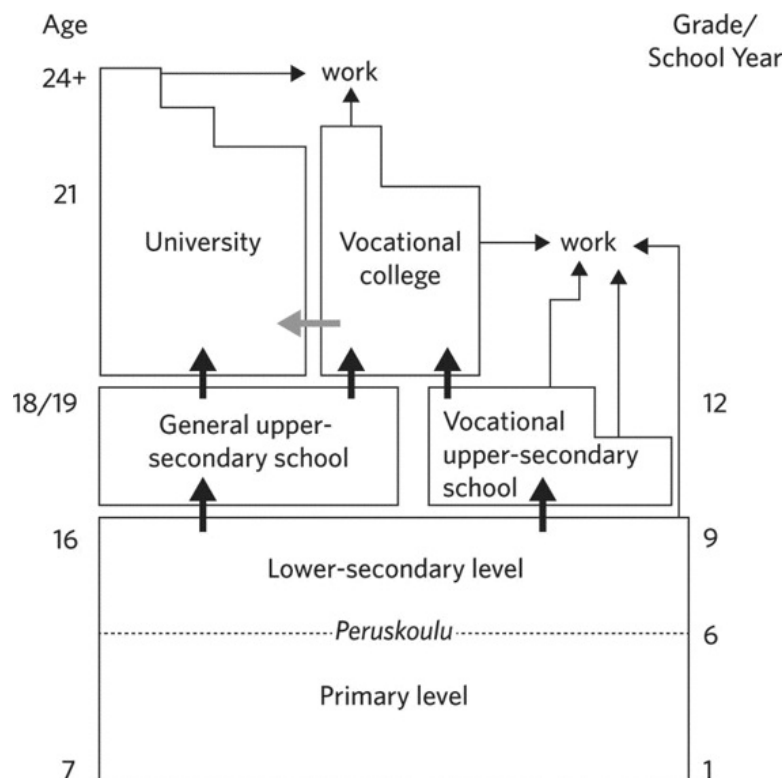 Age
Grade/
School Year
24+
work
21
University
Vocational
college
work
18/19
General upper-
secondary school
Vocational
upper-secondary
school
12
16
Lower-secondary level
9
Peruskoulu
6
Primary level
7
1